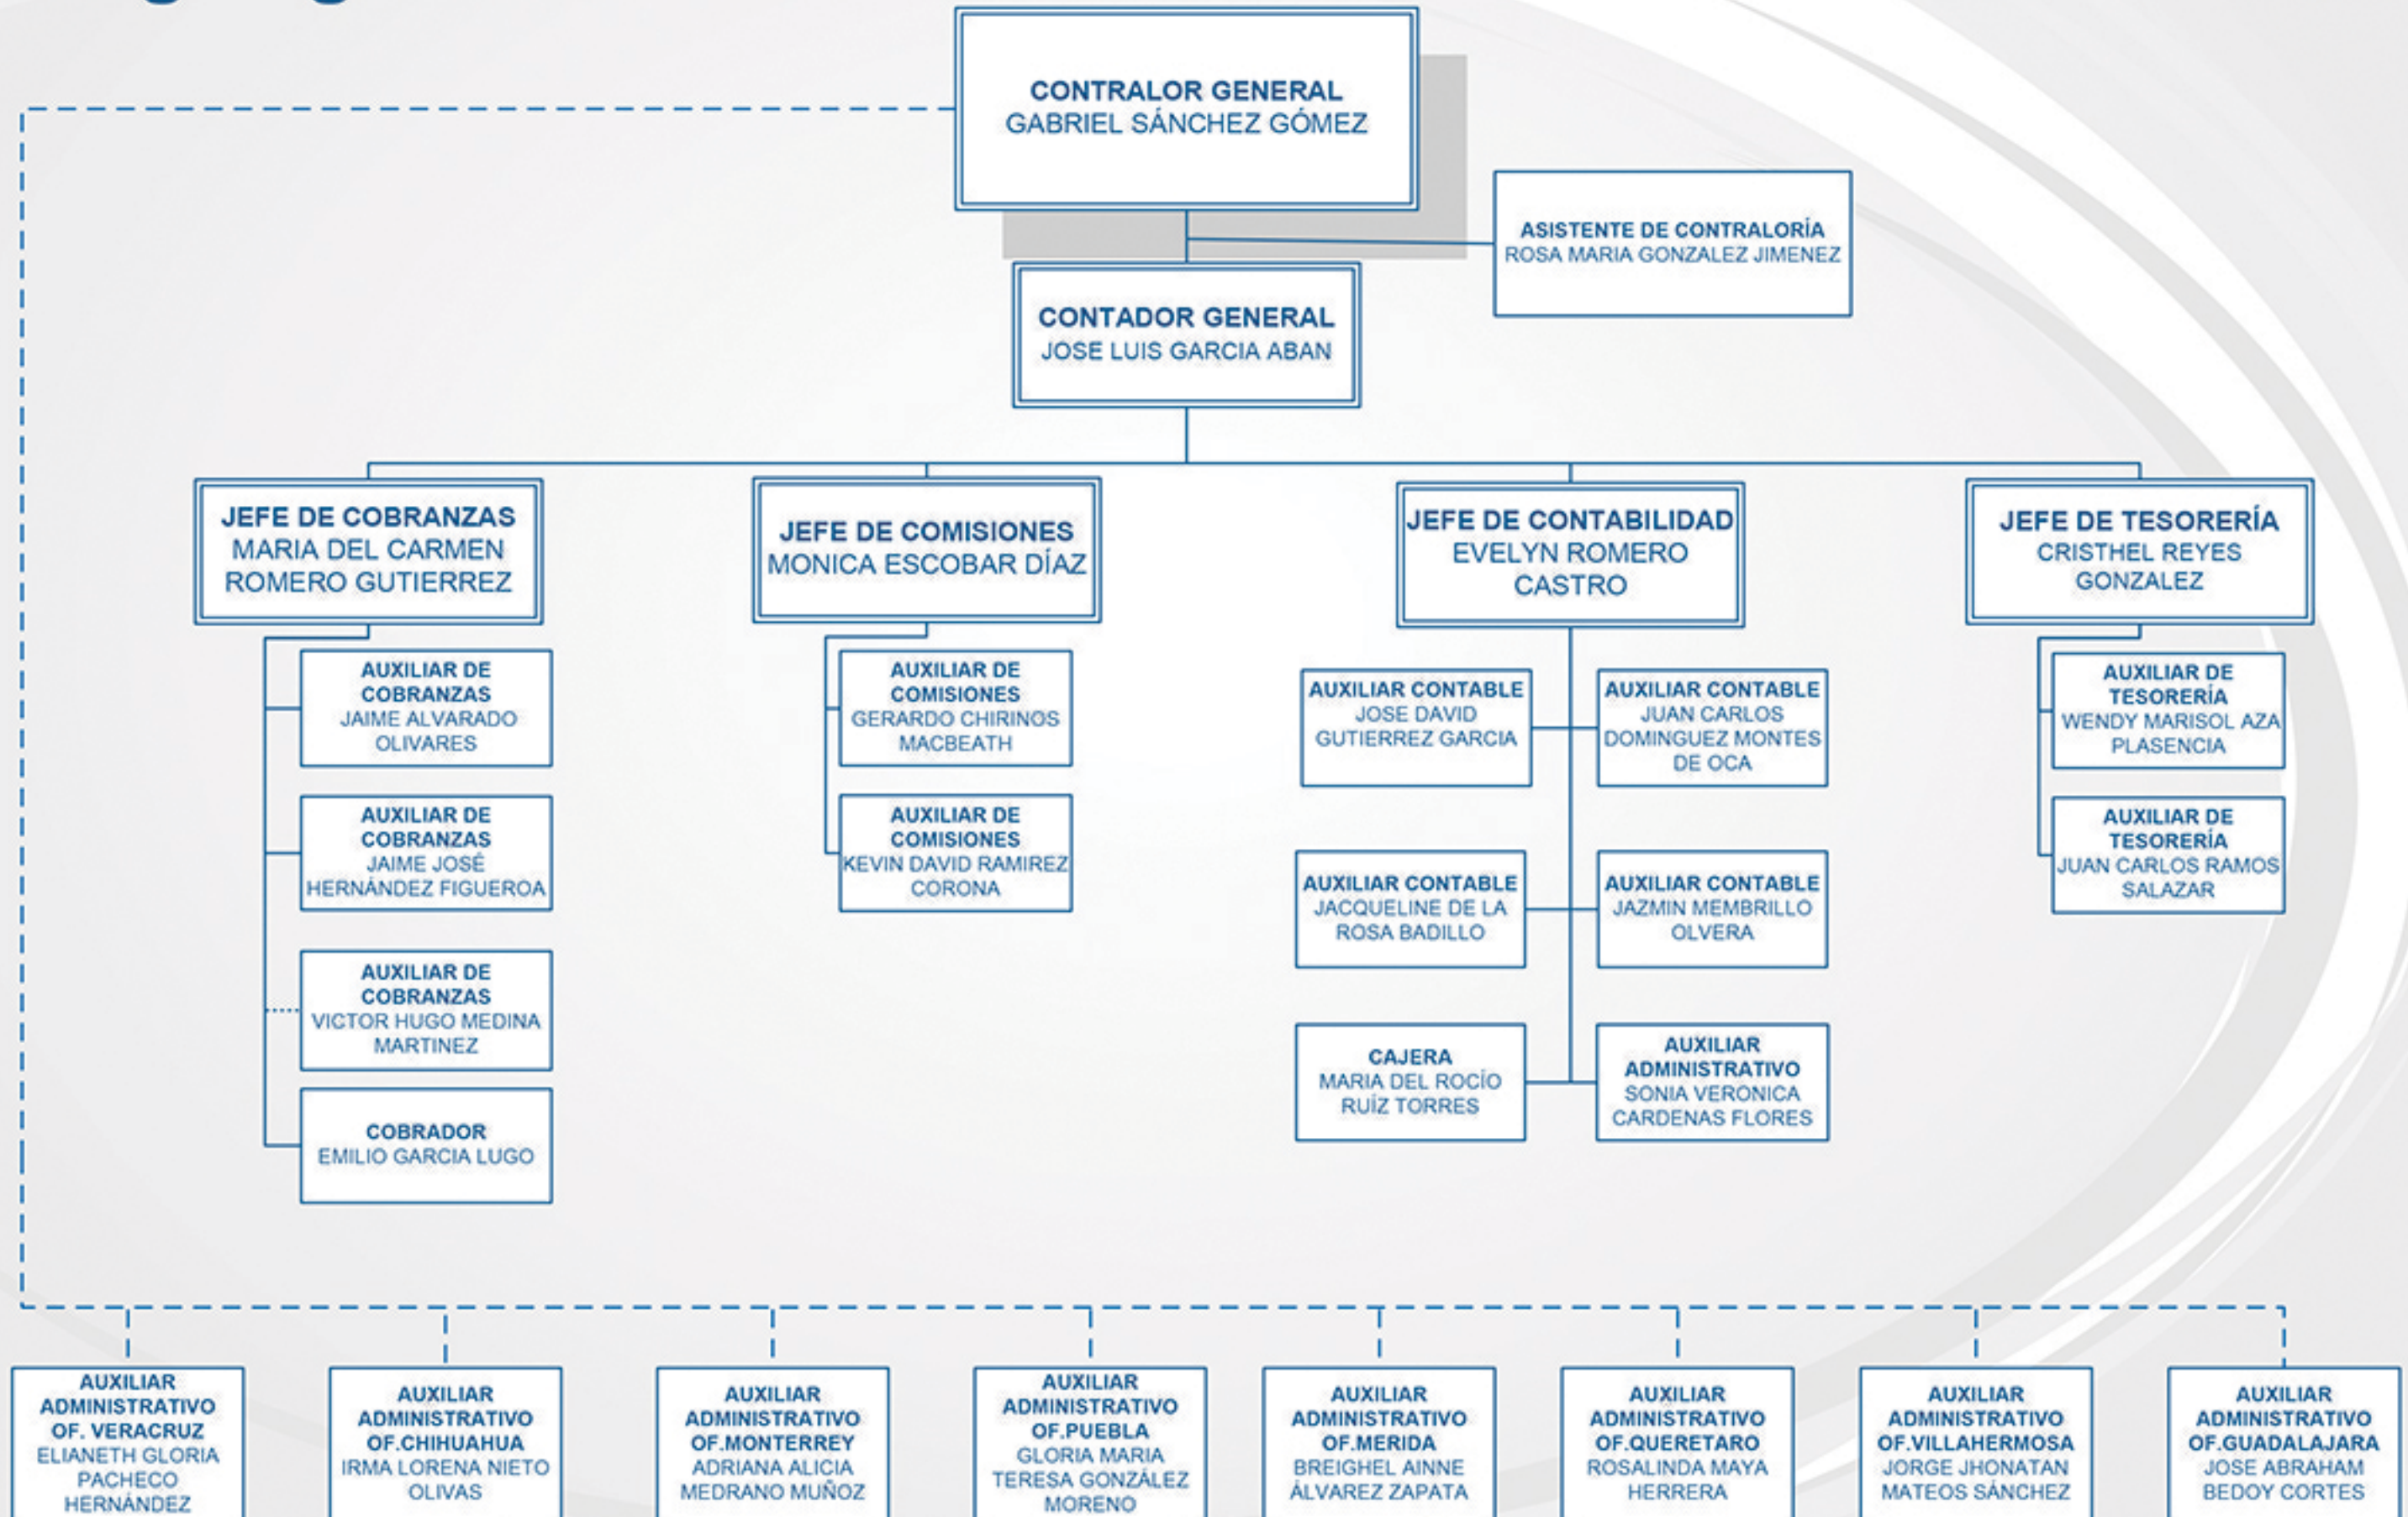 CONTRALOR GENERAL
GABRIEL SÁNCHEZ GÓMEZ
ASISTENTE DE CONTRALORÍA
ROSA MARIA GONZALEZ JIMENEZ
CONTADOR GENERAL
JOSE LUIS GARCIA ABAN
JEFE DE COBRANZAS
MARIA DEL CARMEN
ROMERO GUTIERREZ
JEFE DE COMISIONES
MONICA ESCOBAR DÍAZ
JEFE DE CONTABILIDAD
EVELYN ROMERO
CASTRO
JEFE DE TESORERÍA
CRISTHEL REYES
GONZALEZ
AUXILIAR DE
COBRANZAS
JAIME ALVARADO
OLIVARES
AUXILIAR DE
COBRANZAS
JAIME JOSÉ
HERNÁNDEZ FIGUEROA
AUXILIAR DE
COBRANZAS
VICTOR HUGO MEDINA
MARTINEZ
COBRADOR
EMILIO GARCIA LUGO
AUXILIAR DE
COMISIONES
GERARDO CHIRINOS
MACBEATH
AUXILIAR DE
COMISIONES
KEVIN DAVID RAMIREZ
CORONA
AUXILIAR CONTABLE
JOSE DAVID
GUTIERREZ GARCIA
AUXILIAR CONTABLE
JUAN CARLOS
DOMINGUEZ MONTES
DE OCA
AUXILIAR CONTABLE
JACQUELINE DE LA
ROSA BADILLO
AUXILIAR CONTABLE
JAZMIN MEMBRILLO
OLVERA
CAJERA
MARIA DEL ROCÍO
RUÍZ TORRES
AUXILIAR
ADMINISTRATIVO
SONIA VERONICA
CARDENAS FLORES
AUXILIAR DE
TESORERÍA
WENDY MARISOL AZA
PLASENCIA
AUXILIAR DE
TESORERÍA
JUAN CARLOS RAMOS
SALAZAR
AUXILIAR
ADMINISTRATIVO
OF. VERACRUZ
ELIANETH GLORIA
PACHECO
HERNÁNDEZ
AUXILIAR
ADMINISTRATIVO
OF.CHIHUAHUA
IRMA LORENA NIETO
OLIVAS
AUXILIAR
ADMINISTRATIVO
OF.MONTERREY
ADRIANA ALICIA
MEDRANO MUÑOZ
AUXILIAR
ADMINISTRATIVO
OF.PUEBLA
GLORIA MARIA
TERESA GONZÁLEZ
MORENO
AUXILIAR
ADMINISTRATIVO
OF.MERIDA
BREIGHEL AINNE
ÁLVAREZ ZAPATA
AUXILIAR
ADMINISTRATIVO
OF.QUERETARO
ROSALINDA MAYA
HERRERA
AUXILIAR
ADMINISTRATIVO
OF.VILLAHERMOSA
JORGE JHONATAN
MATEOS SÁNCHEZ
AUXILIAR
ADMINISTRATIVO
OF.GUADALAJARA
JOSE ABRAHAM
BEDOY CORTES